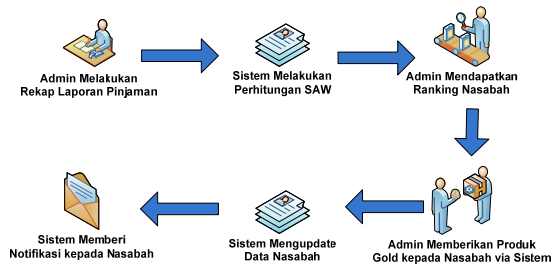 Admin Melakukan
Rekap Laporan Pinjaman
Sistem Melakukan
Perhitungan SAW
Admin Mendapatkan
Ranking Nasabah
Admin Memberikan Produk
Gold kepada Nasabah via Sistem
Sistem Mengupdate
Data Nasabah
Sistem Memberi
Notifikasi kepada Nasabah